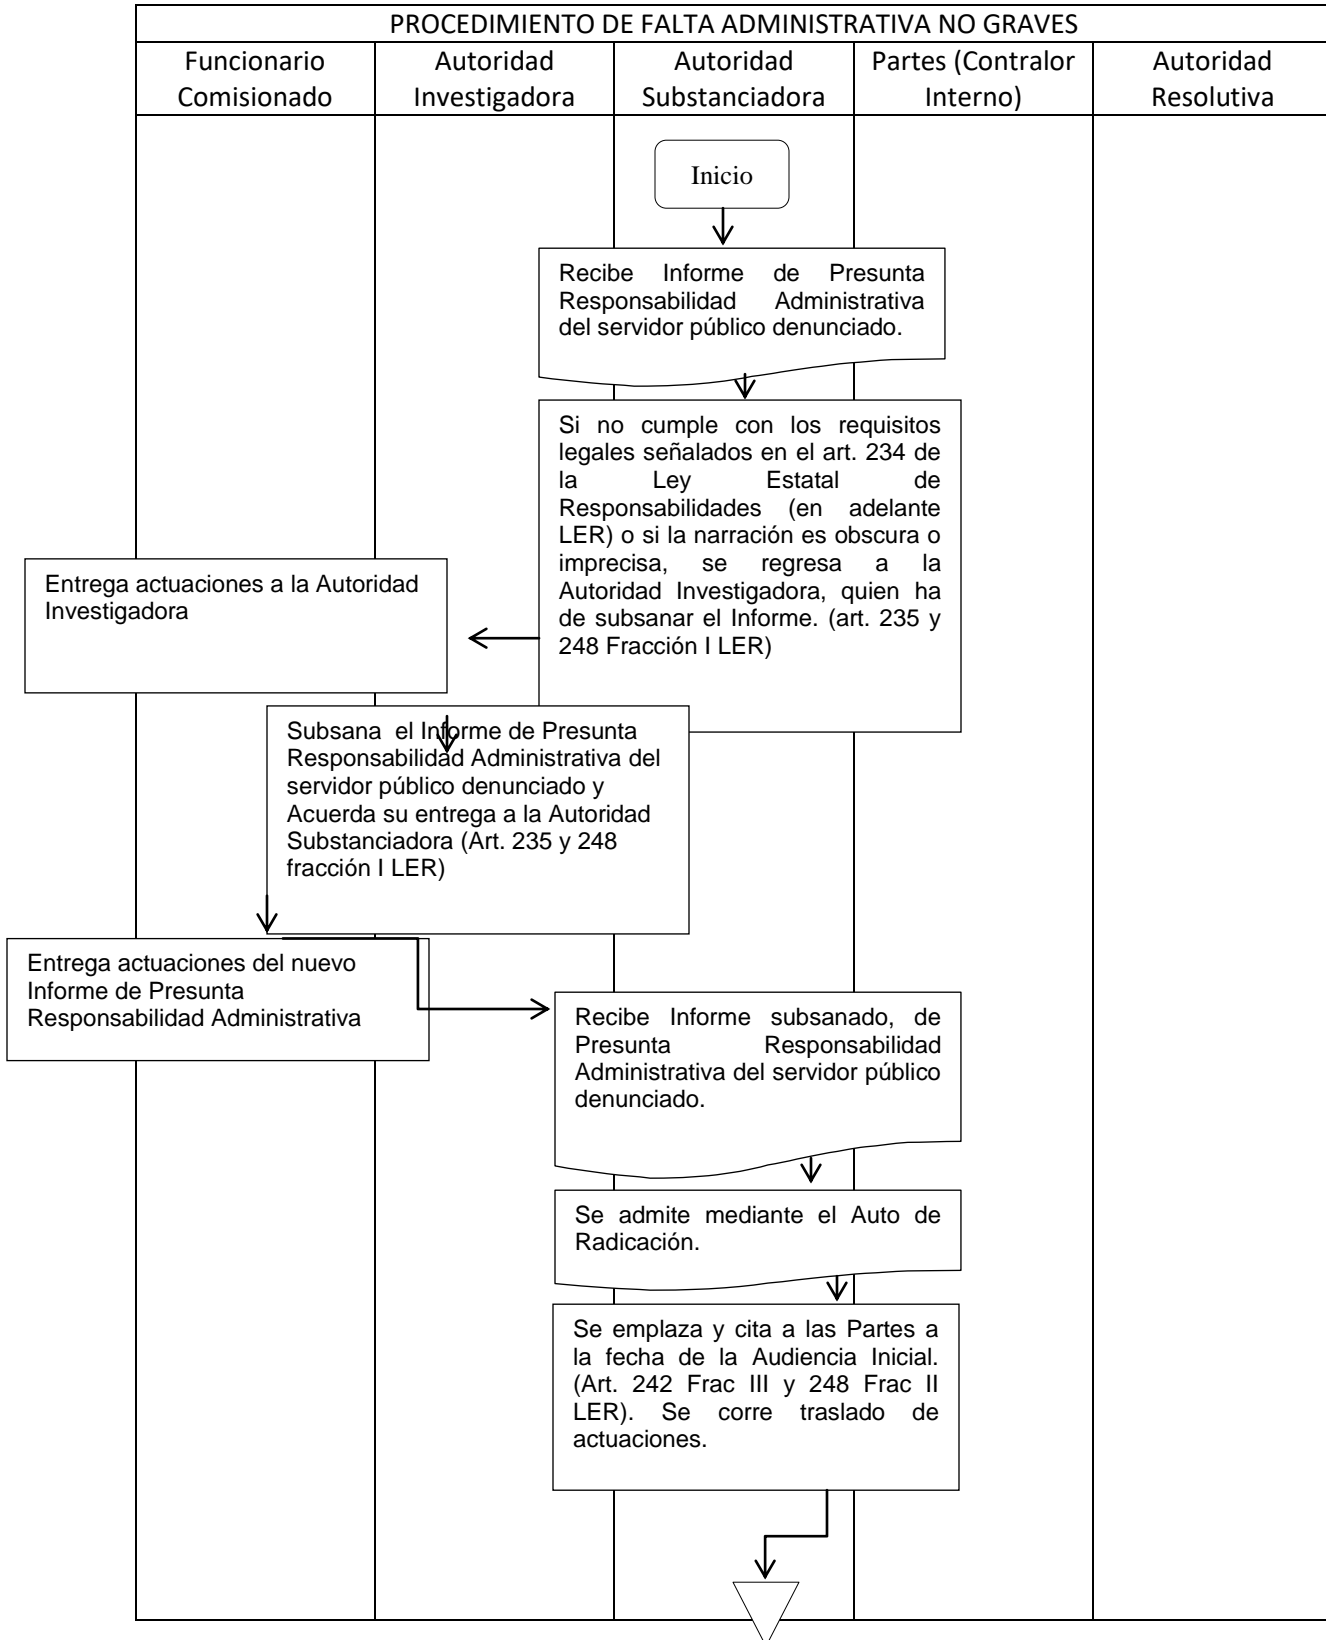 PROCEDIMIENTO DE FALTA ADMINISTRATIVA NO GRAVES
Funcionario
Comisionado
Autoridad
Investigadora
Autoridad
Substanciadora
Partes (Contralor
Interno)
Autoridad
Resolutiva
Inicio
Recibe Informe de Presunta
Responsabilidad Administrativa
del servidor público denunciado.
Si no cumple con los requisitos
legales señalados en el art. 234 de
la Ley Estatal de
Responsabilidades (en adelante
LER) o si la narración es obscura o
imprecisa, se regresa a la
Autoridad Investigadora, quien ha
de subsanar el Informe. (art. 235 y
248 Fracción I LER)
Entrega actuaciones a la Autoridad
Investigadora
Subsana el Informe de Presunta
Responsabilidad Administrativa del
servidor público denunciado y
Acuerda su entrega a la Autoridad
Substanciadora (Art. 235 y 248
fracción I LER)
Entrega actuaciones del nuevo
Informe de Presunta
Responsabilidad Administrativa
Recibe Informe subsanado, de
Presunta Responsabilidad
Administrativa del servidor público
denunciado.
Se admite mediante el Auto de
Radicación.
Se emplaza y cita a las Partes a
la fecha de la Audiencia Inicial.
(Art. 242 Frac III y 248 Frac II
LER). Se corre traslado de
actuaciones.